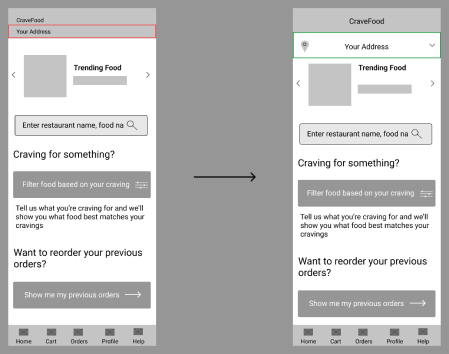 CraveFood
Your Address
Trending Food
Enter restaurant name, food na
Craving for something?
Filter food based on your craving
Tell us what you're craving for and we'll
show you what food best matches your
cravings
Want to reorder your previous
orders?
Show me my previous orders
Home Cart Orders Profile Help
CraveFood
Your Address
Trending Food
Enter restaurant name, food na
Craving for something?
Filter food based on your craving
Tell us what you're craving for and we'll
show you what food best matches your
cravings
Want to reorder your previous
orders?
Show me my previous orders
Home Cart Orders Profile Help